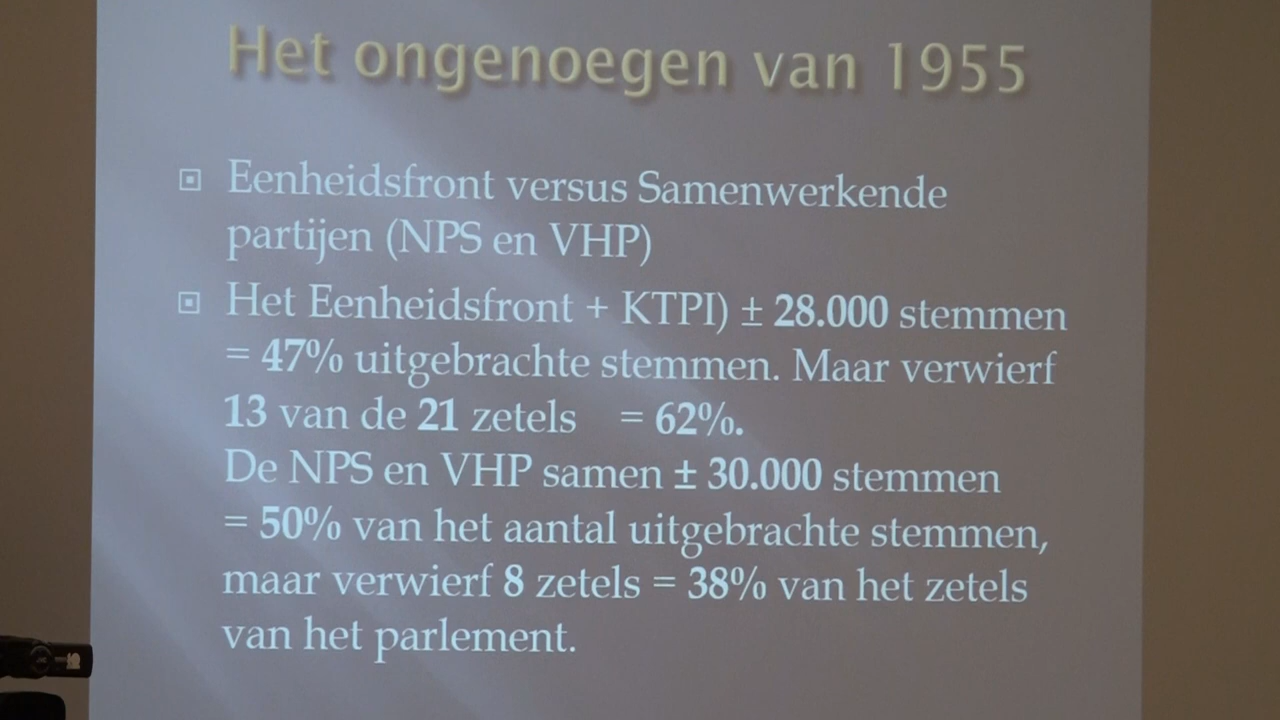 Het ongenoegen van 1955
Eenheidsfront versus Samenwerkende
partijen (NPS en VHP)
Het Eenheidsfront + KTPI) ± 28.000 stemmen
= 47% uitgebrachte stemmen. Maar verwierf
13 van de 21 zetels = 62%.
De NPS en VHP samen ± 30.000 stemmen
= 50% van het aantal uitgebrachte stemmen,
maar verwierf 8 zetels = 38% van het zetels
van het parlement.